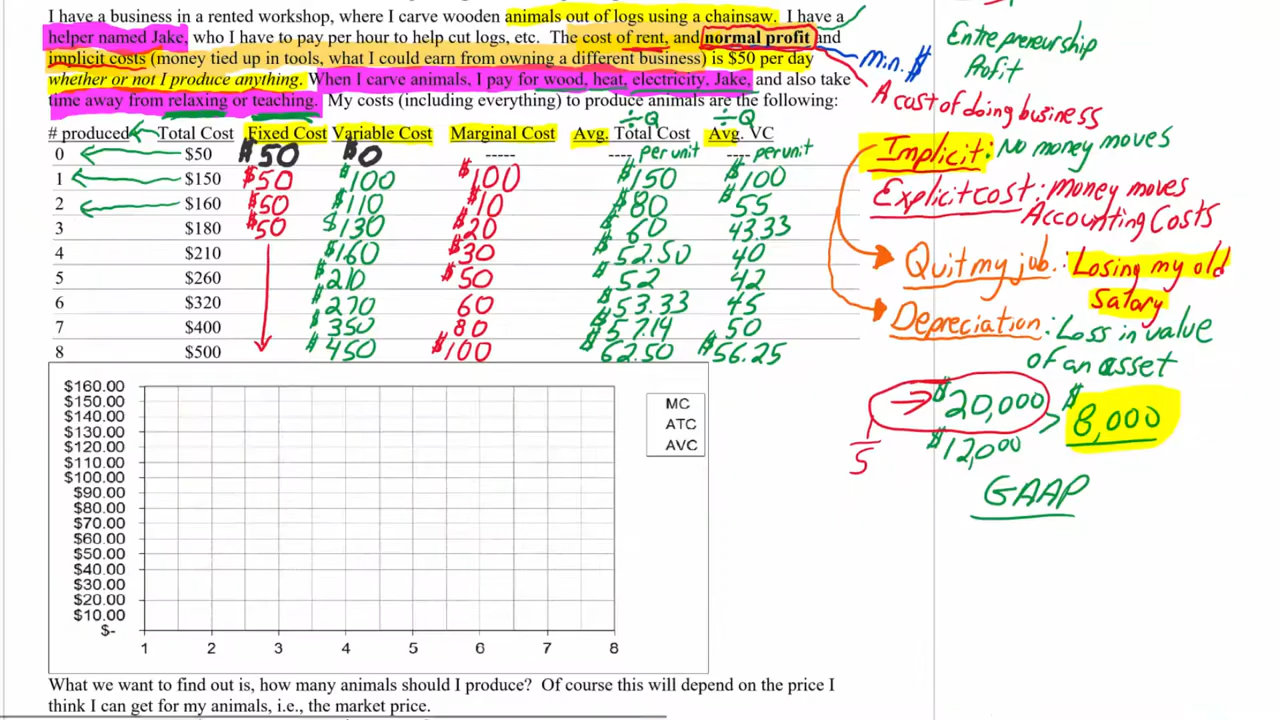 I have a business in a rented workshop, where I carve wooden animals out of logs using a chainsaw. I have a
helper named Jake, who I have to pay per hour to help cut logs, etc. The cost of rent, and normal profit and
implicit costs (money tied up in tools, what I could earn from owning a different business) is $50 per day
whether or not I produce anything. When I carve animals, I pay for wood, heat, electricity, Jake, and also take
time away from relaxing or teaching. My costs (including everything) to produce animals are the following:
÷Q ÷Q
# produced Total Cost Fixed Cost Variable Cost Marginal Cost Avg. Total Cost Avg. VC
0 $50 $50 $0 ----- ---- per unit ---- per unit
1 $150 $50 $100 $100 $150 $100
2 $160 $50 $110 $10 $80 $55
3 $180 $50 $130 $20 $60 43.33
4 $210 $160 $30 $52.50 40
5 $260 $210 $50 $52 42
6 $320 $270 60 $53.33 45
7 $400 $350 80 $57.14 50
8 $500 $450 $100 $62.50 $56.25
$160.00
$150.00
$140.00
$130.00
$120.00
$110.00
$100.00
$90.00
$80.00
$70.00
$60.00
$50.00
$40.00
$30.00
$20.00
$10.00
$-
1 2 3 4 5 6 7 8
MC
ATC
AVC
What we want to find out is, how many animals should I produce? Of course this will depend on the price I
think I can get for my animals, i.e., the market price.
Entrepreneurship
Profit
Min. $
A cost of doing business
Implicit: No money moves
Explicit cost: Money moves
Accounting Costs
Quit my job: Losing my old
Salary
Depreciation: Loss in value
of an asset
$20,000
$12,000
> $8,000
5
GAAP